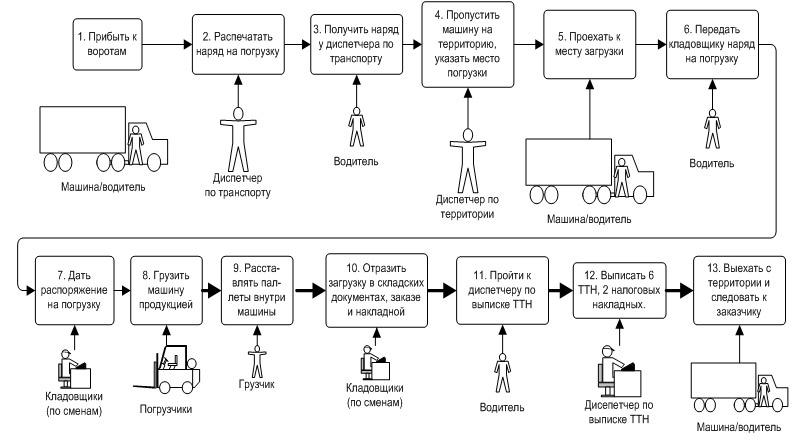 1. Прибыть к
воротам
2. Распечатать
наряд на погрузку
3. Получить наряд
у диспетчера по
транспорту
4. Пропустить
машину на
территорию,
указать место
погрузки
5. Проехать к
месту загрузки
6. Передать
кладовщику наряд
на погрузку
Машина/водитель
Диспетчер
по транспорту
Водитель
Диспетчер по
территории
Машина/водитель
Водитель
7. Дать
распоряжение
на погрузку
8. Грузить
машину
продукцией
9. Расста-
влять пал-
леты внутри
машины
10. Отразить
загрузку в складских
документах, заказе
и накладной
11. Пройти к
диспетчеру по
выписке ТТН
12. Выписать 6
ТТН, 2 налоговых
накладных.
13. Выехать с
территории и
следовать к
заказчику
Кладовщики
(по сменам)
Погрузчики
Грузчик
Кладовщики
(по сменам)
Водитель
Диспетчер по
выписке ТТН
Машина/водитель